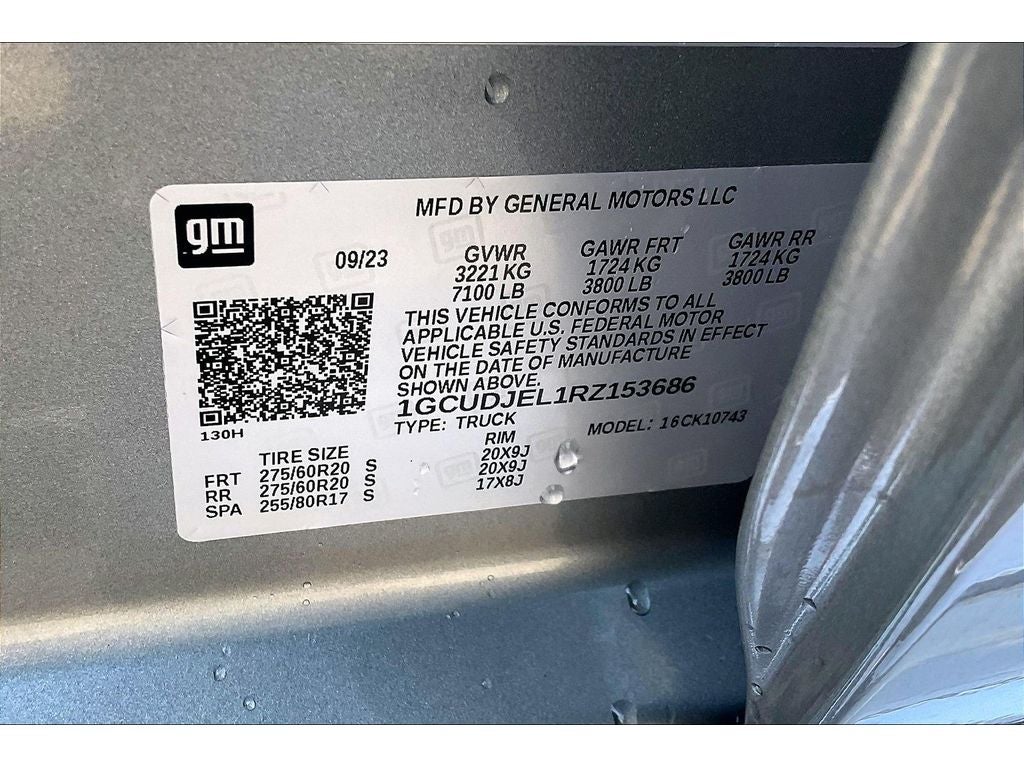 gm
MFD BY GENERAL MOTORS LLC
09/23
GVWR GAWR FRT GAWR RR
3221 KG 1724 KG 1724 KG
7100 LB 3800 LB 3800 LB
THIS VEHICLE CONFORMS TO ALL
APPLICABLE U.S. FEDERAL MOTOR
VEHICLE SAFETY STANDARDS IN EFFECT
ON THE DATE OF MANUFACTURE
SHOWN ABOVE.
1GCUDJEL1RZ153686
TYPE: TRUCK MODEL: 16CK10743
130H
TIRE SIZE RIM
FRT 275/60R20 S 20X9J
RR 275/60R20 S 20X9J
SPA 255/80R17 S 17X8J